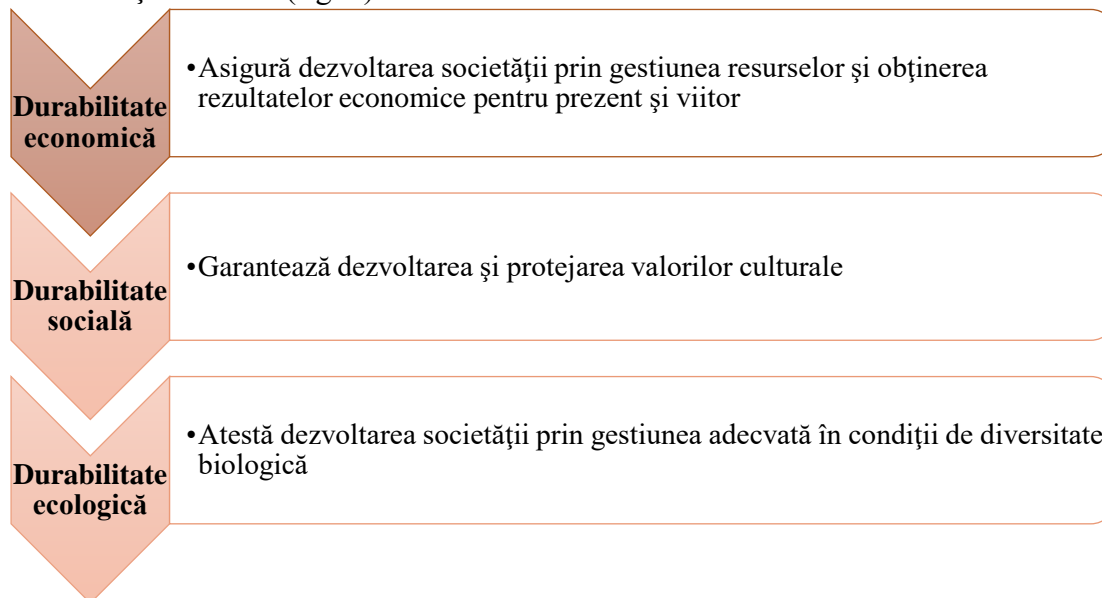 Durabilitate
economică
•Asigură dezvoltarea societăţii prin gestiunea resurselor şi obţinerea
rezultatelor economice pentru prezent şi viitor
Durabilitate
socială
•Garantează dezvoltarea şi protejarea valorilor culturale
Durabilitate
ecologică
•Atestă dezvoltarea societăţii prin gestiunea adecvată în condiţii de diversitate
biologică